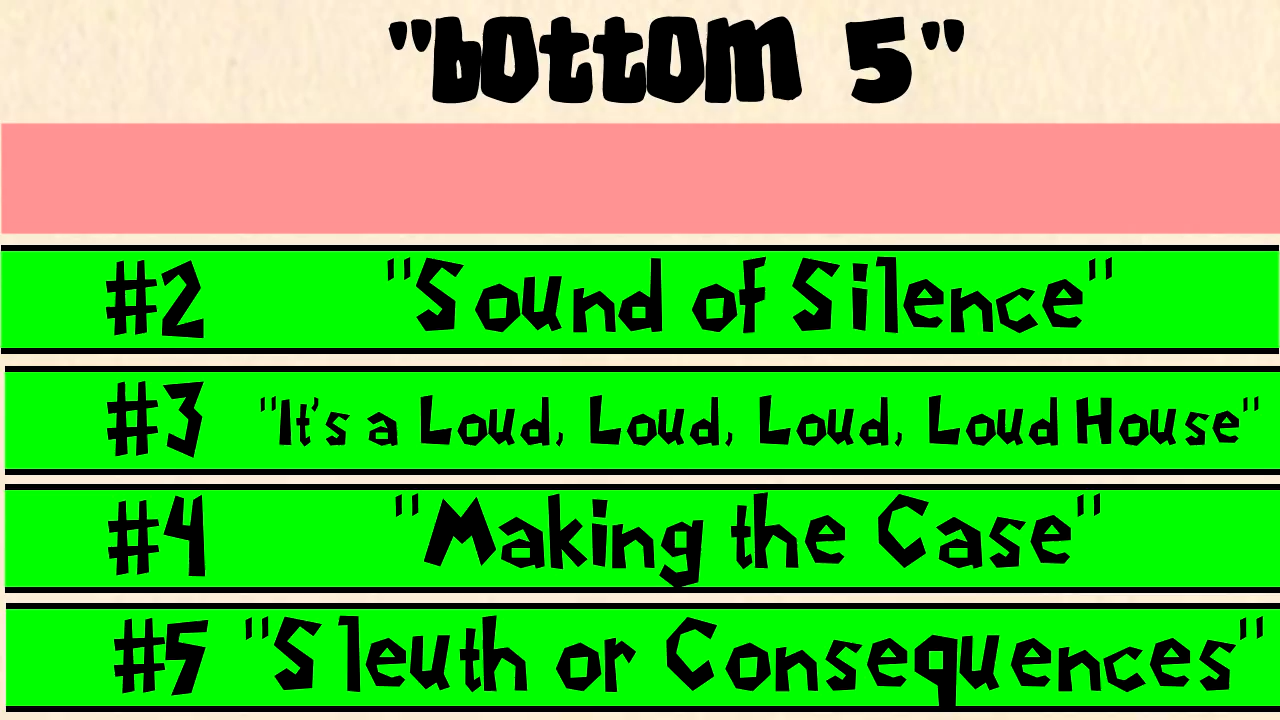 "bottom 5"
#2 "Sound of Silence"
#3 "It's a Loud, Loud, Loud, Loud House"
#4 "Making the Case"
#5 "Sleuth or Consequences"